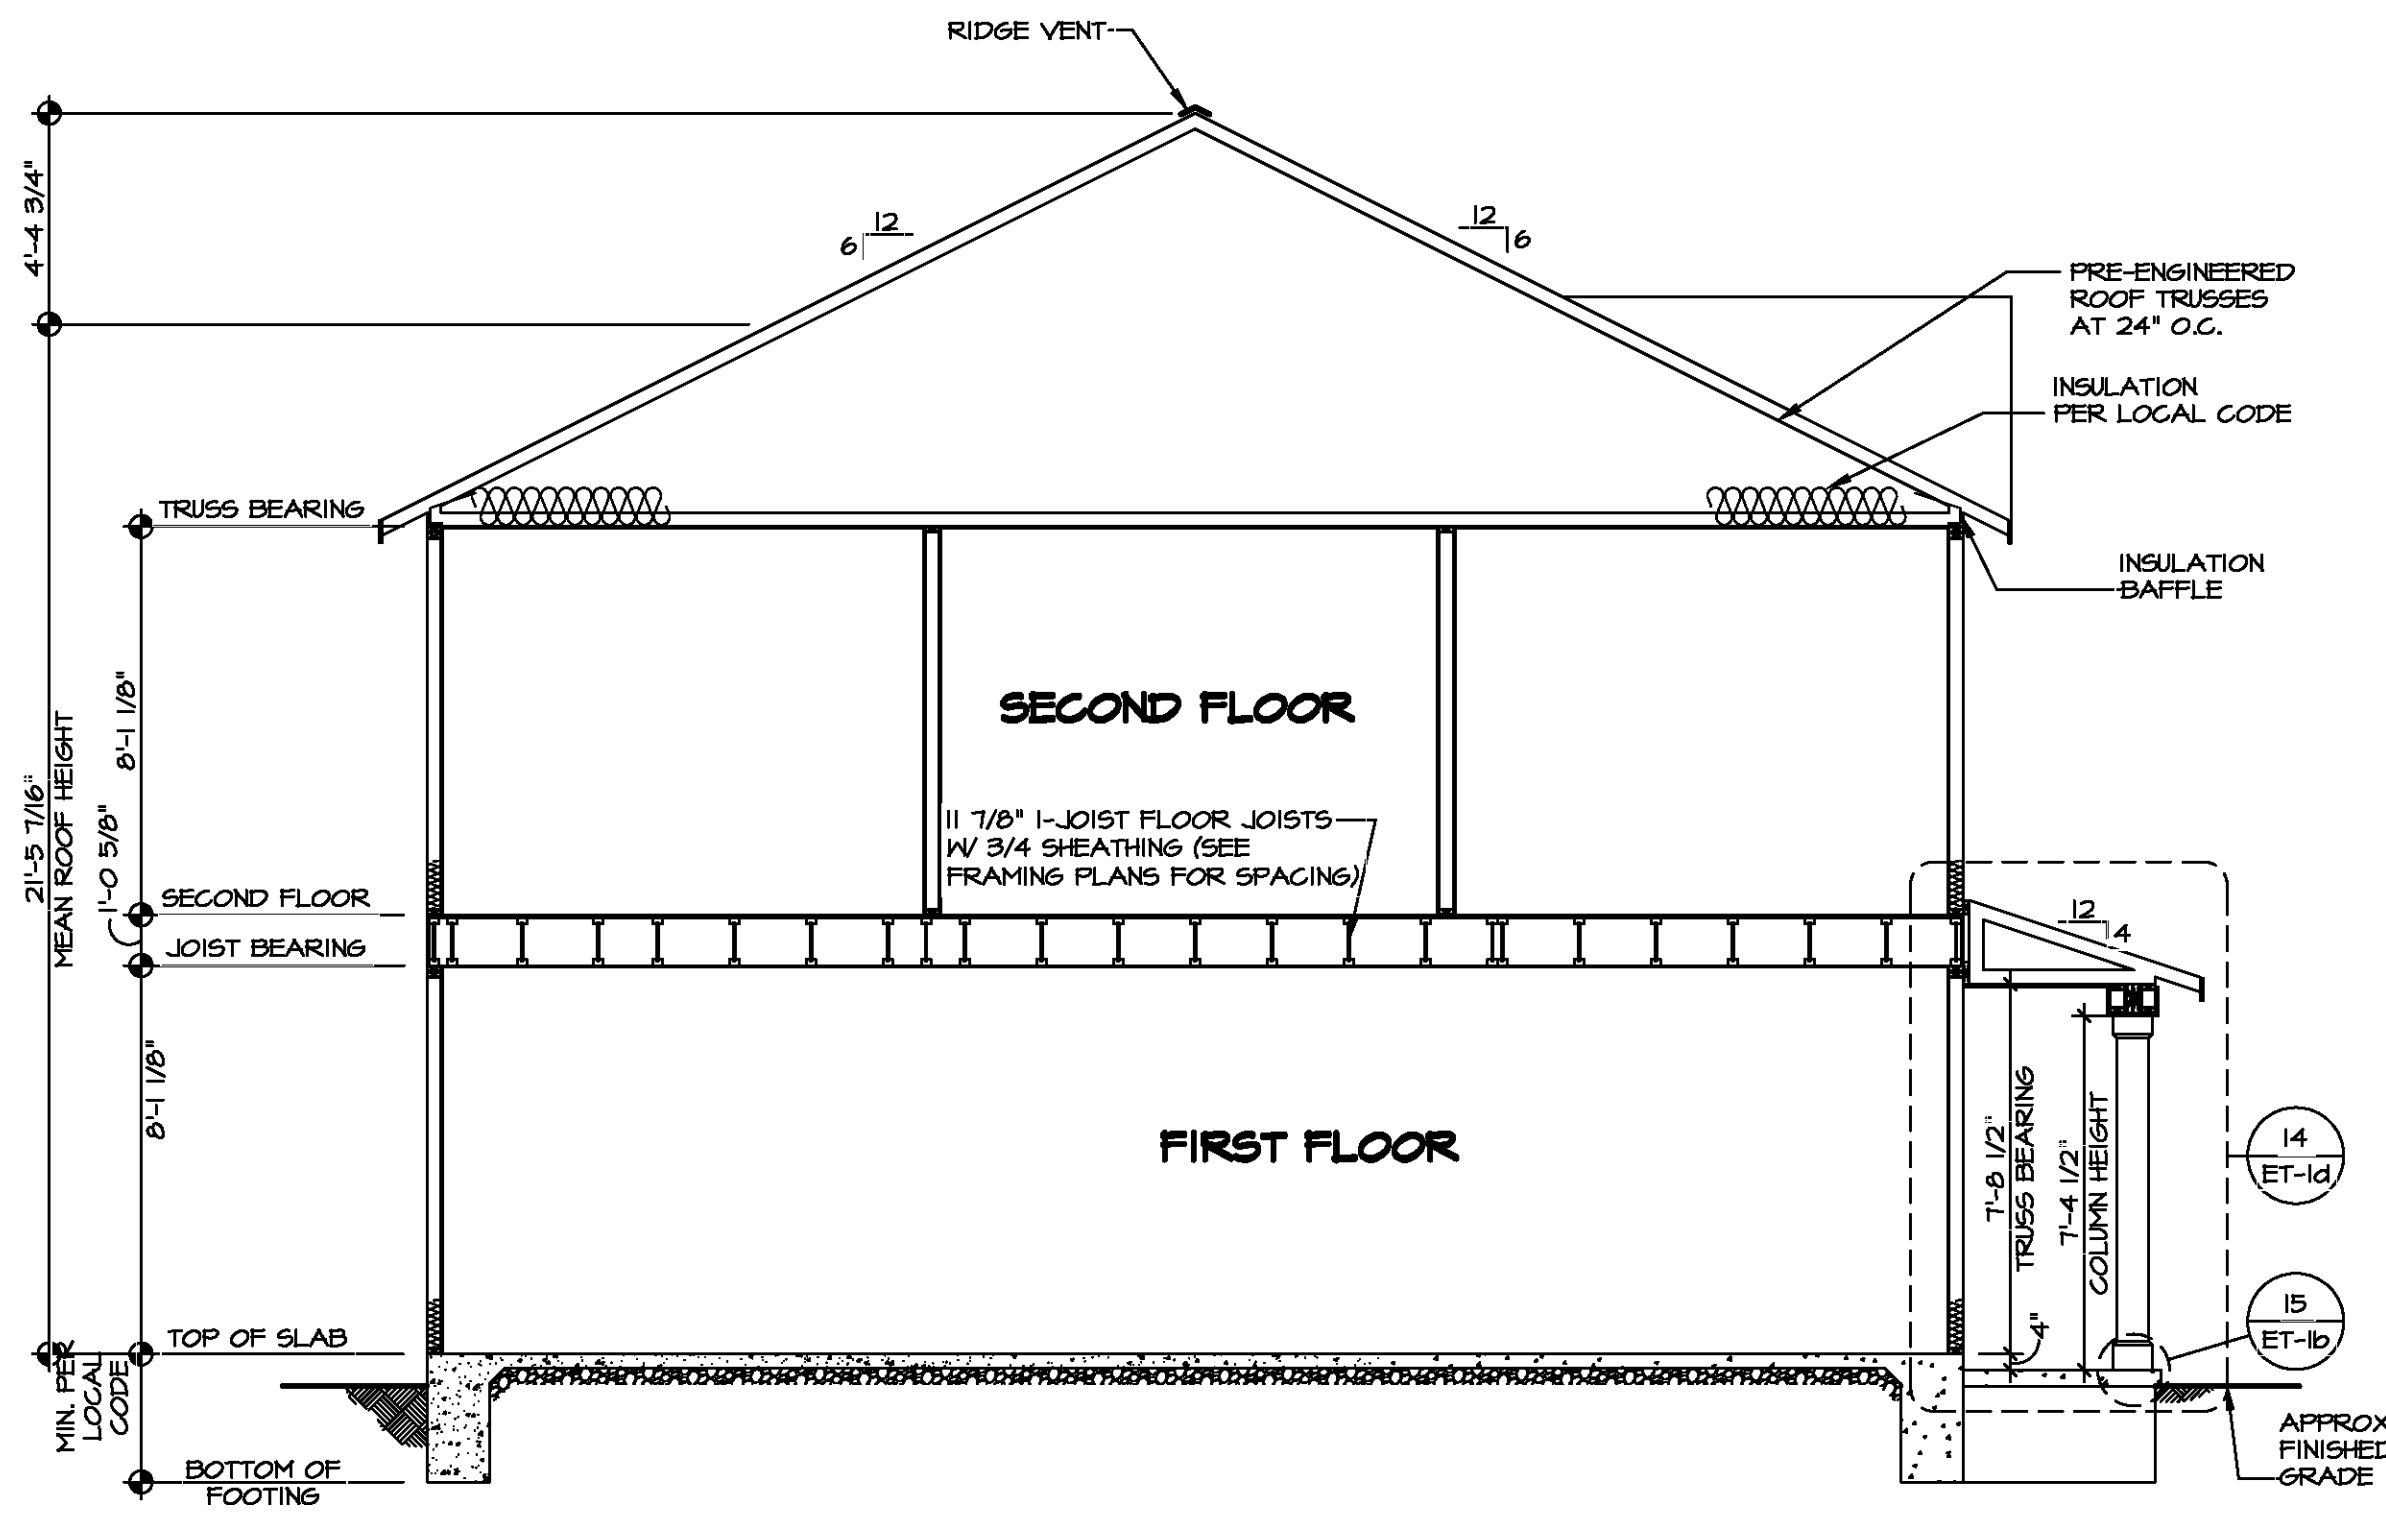 RIDGE VENT
4'-4 3/4"
12
6
12
6
PRE-ENGINEERED
ROOF TRUSSES
AT 24" O.C.
INSULATION
PER LOCAL CODE
TRUSS BEARING
INSULATION
BAFFLE
8'-1 1/8"
SECOND FLOOR
21'-5 7/16"
MEAN ROOF HEIGHT
1'-0 5/8"
11 7/8" I-JOIST FLOOR JOISTS
W/ 3/4 SHEATHING (SEE
FRAMING PLANS FOR SPACING)
SECOND FLOOR
JOIST BEARING
12
4
8'-1 1/8"
FIRST FLOOR
7'-8 1/2"
TRUSS BEARING
7'-4 1/2"
COLUMN HEIGHT
14
ET-1d
15
ET-1b
4"
TOP OF SLAB
MIN. PER
LOCAL
CODE
BOTTOM OF
FOOTING
APPROX
FINISHED
GRADE